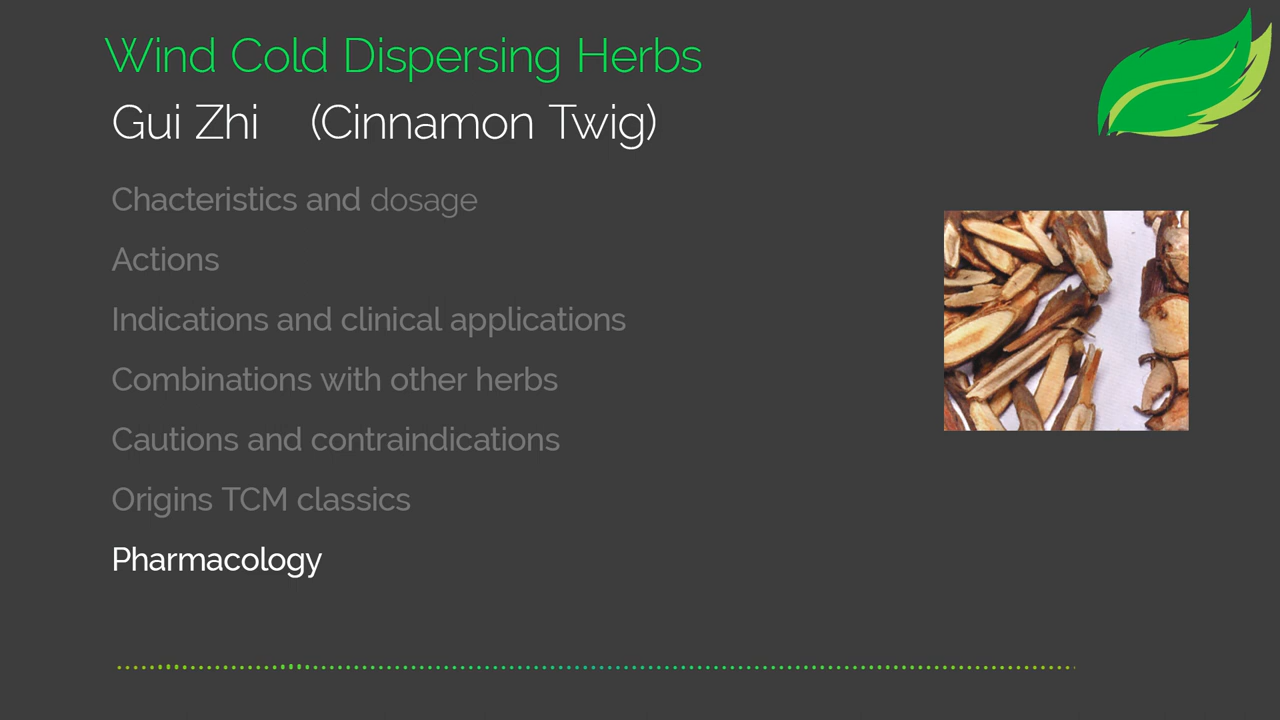 Wind Cold Dispersing Herbs
Gui Zhi (Cinnamon Twig)
Chacteristics and dosage
Actions
Indications and clinical applications
Combinations with other herbs
Cautions and contraindications
Origins TCM classics
Pharmacology